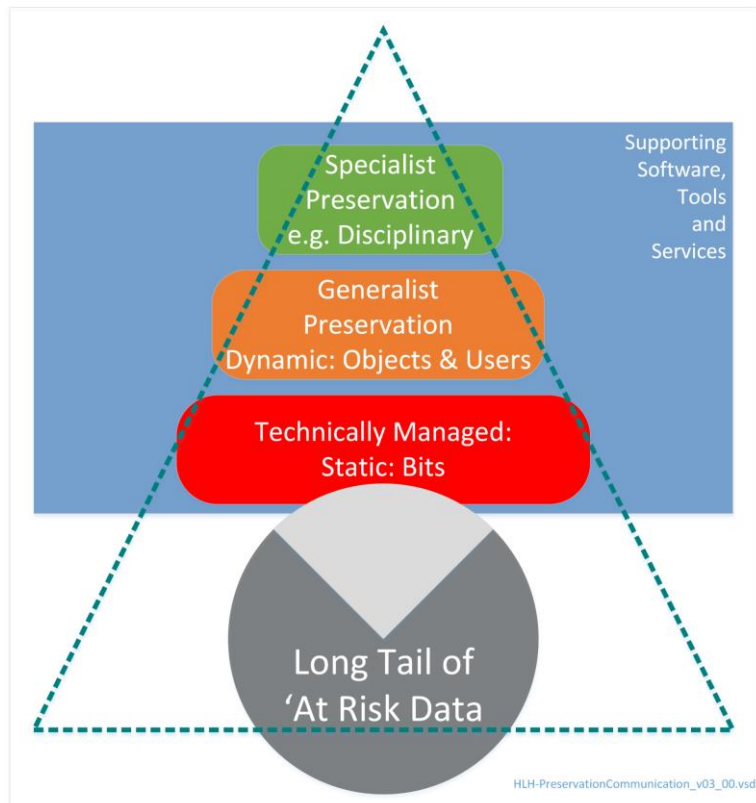 Supporting
Software,
Tools
and
Services
Specialist
Preservation
e.g. Disciplinary
Generalist
Preservation
Dynamic: Objects & Users
Technically Managed:
Static: Bits
Long Tail of
‘At Risk Data
HLH-PreservationCommunication_v03_00.vsd